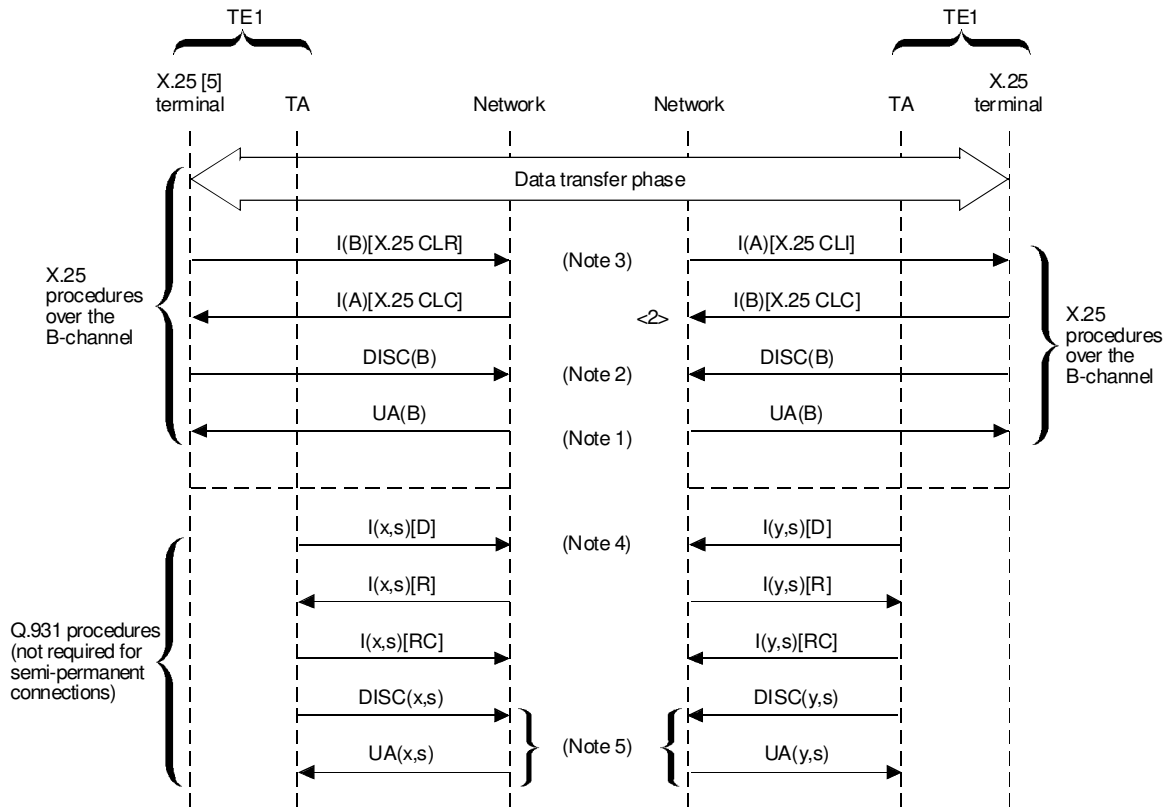 TE1
TE1
X.25 [5]
terminal
TA
Network
Network
TA
X.25
terminal
Data transfer phase
I(B)[X.25 CLR]
(Note 3)
I(A)[X.25 CLI]
X.25
procedures
over the
B-channel
I(A)[X.25 CLC]
<2>
I(B)[X.25 CLC]
X.25
procedures
over the
B-channel
DISC(B)
(Note 2)
DISC(B)
UA(B)
(Note 1)
UA(B)
I(x,s)[D]
(Note 4)
I(y,s)[D]
I(x,s)[R]
I(y,s)[R]
Q.931 procedures
(not required for
semi-permanent
connections)
I(x,s)[RC]
I(y,s)[RC]
DISC(x,s)
DISC(y,s)
(Note 5)
UA(x,s)
UA(y,s)